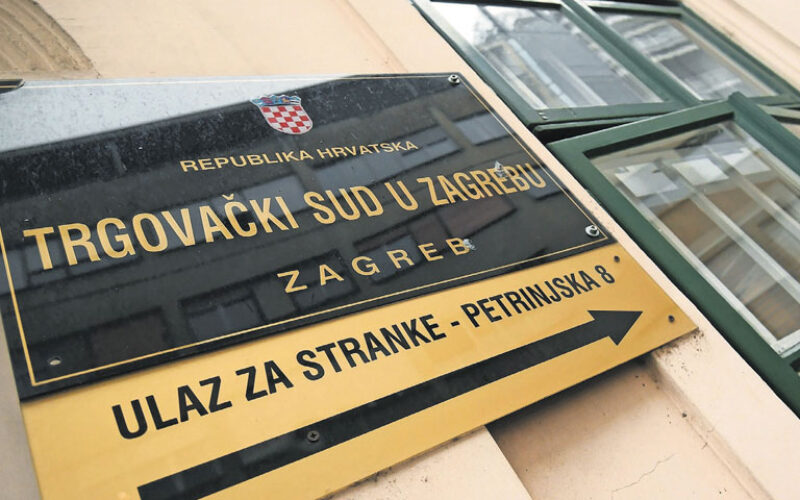 REPUBLIKA HRVATSKA
TRGOVAČKI SUD U ZAGREBU
ZAGREB
ULAZ ZA STRANKE - PETRINJSKA 8